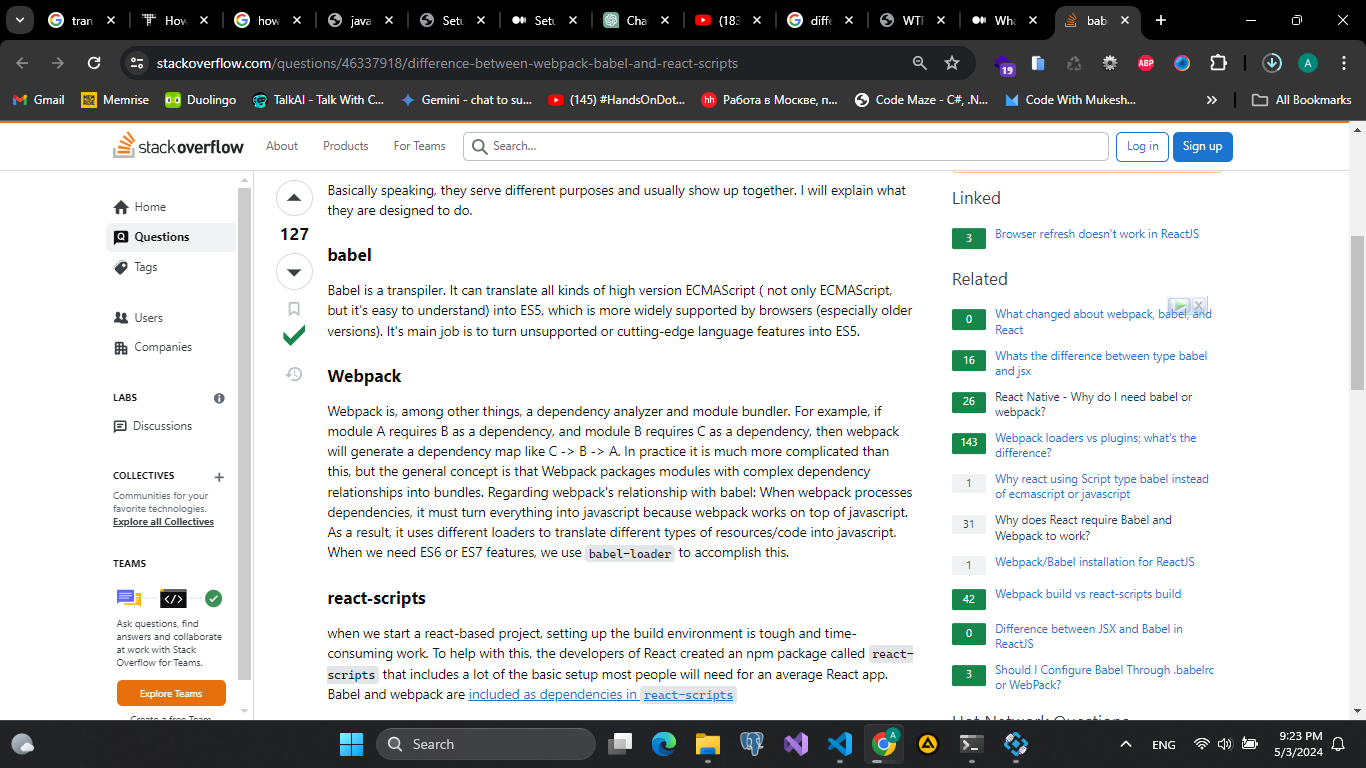 tran
How
how
java
Setu
Setu
Cha
(183
diffe
WTF
Wha
bab
stackoverflow.com/questions/46337918/difference-between-webpack-babel-and-react-scripts
19
ABP
A
Gmail
Memrise
Duolingo
TalkAI - Talk With C...
Gemini - chat to su...
(145) #HandsOnDot...
Работа в Москве, п...
Code Maze - C#, .N...
Code With Mukesh...
All Bookmarks
stackoverflow
About
Products
For Teams
Search...
Log in
Sign up
Home
Questions
Tags
Users
Companies
LABS
Discussions
COLLECTIVES
Communities for your
favorite technologies.
Explore all Collectives
TEAMS
Ask questions, find
answers and collaborate
at work with Stack
Overflow for Teams.
Explore Teams
Create a free Team
127
Basically speaking, they serve different purposes and usually show up together. I will explain what
they are designed to do.
babel
Babel is a transpiler. It can translate all kinds of high version ECMAScript ( not only ECMAScript,
but it's easy to understand) into ES5, which is more widely supported by browsers (especially older
versions). It's main job is to turn unsupported or cutting-edge language features into ES5.
Webpack
Webpack is, among other things, a dependency analyzer and module bundler. For example, if
module A requires B as a dependency, and module B requires C as a dependency, then webpack
will generate a dependency map like C -> B -> A. In practice it is much more complicated than
this, but the general concept is that Webpack packages modules with complex dependency
relationships into bundles. Regarding webpack's relationship with babel: When webpack processes
dependencies, it must turn everything into javascript because webpack works on top of javascript.
As a result, it uses different loaders to translate different types of resources/code into javascript.
When we need ES6 or ES7 features, we use babel-loader to accomplish this.
react-scripts
when we start a react-based project, setting up the build environment is tough and time-
consuming work. To help with this, the developers of React created an npm package called react-
scripts that includes a lot of the basic setup most people will need for an average React app.
Babel and webpack are included as dependencies in react-scripts
Linked
3 Browser refresh doesn't work in ReactJS
Related
0 What changed about webpack, babel, and
React
16 Whats the difference between type babel
and jsx
26 React Native - Why do I need babel or
webpack?
143 Webpack loaders vs plugins; what's the
difference?
1 Why react using Script type babel instead
of ecmascript or javascript
31 Why does React require Babel and
Webpack to work?
1 Webpack/Babel installation for ReactJS
42 Webpack build vs react-scripts build
0 Difference between JSX and Babel in
ReactJS
3 Should I Configure Babel Through .babelrc
or WebPack?
Hot Network Questions
Search
A
ENG
9:23 PM
5/3/2024